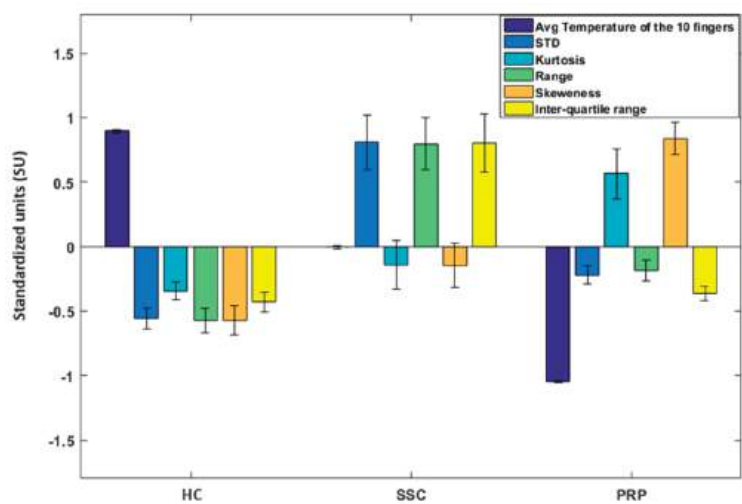 Avg Temperature of the 10 fingers
STD
Kurtosis
Range
Skeweness
Inter-quartile range
1.5
1
0.5
0
-0.5
-1
-1.5
Standardized units (SU)
HC SSC PRP